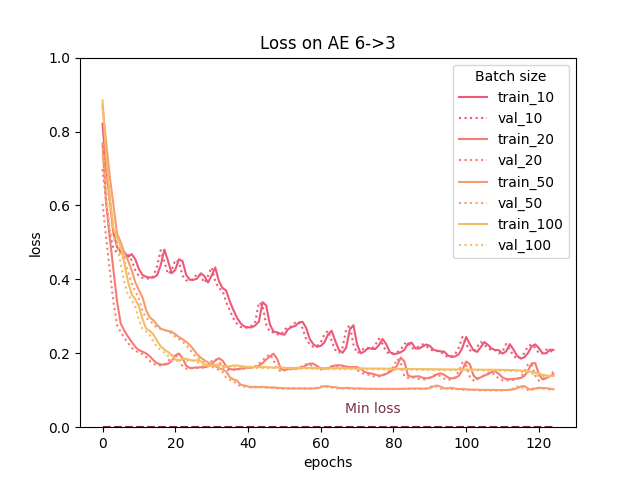 Loss on AE 6->3
1.0
0.8
0.6
0.4
0.2
0.0
loss
Batch size
train_10
val_10
train_20
val_20
train_50
val_50
train_100
val_100
Min loss
0 20 40 60 80 100 120
epochs